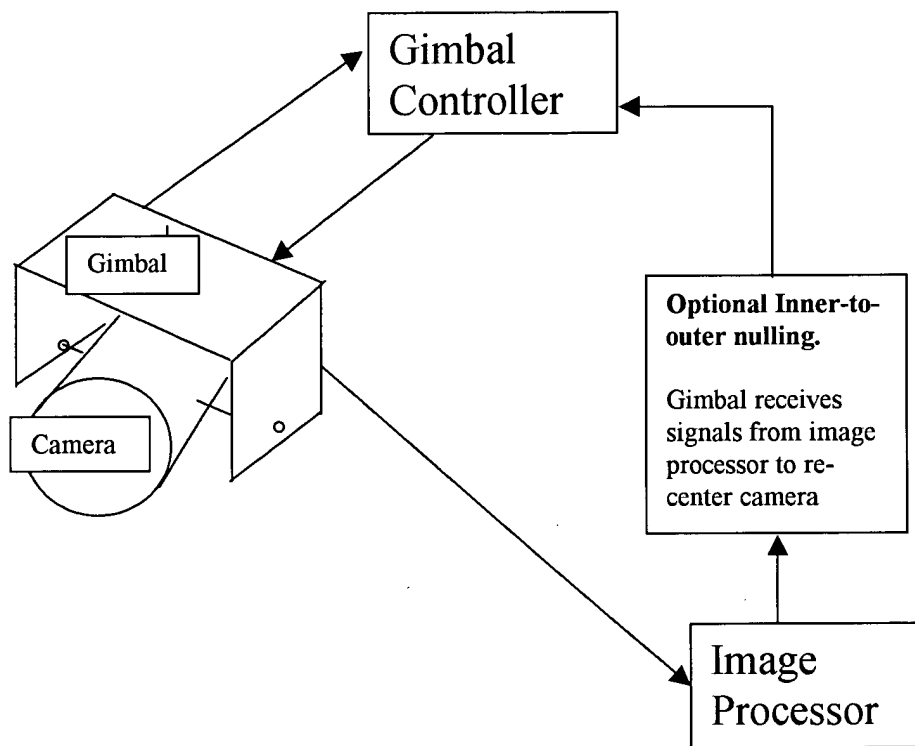 Gimbal
Controller
Gimbal
Camera
Optional Inner-to-
outer nulling.
Gimbal receives
signals from image
processor to re-
center camera
Image
Processor